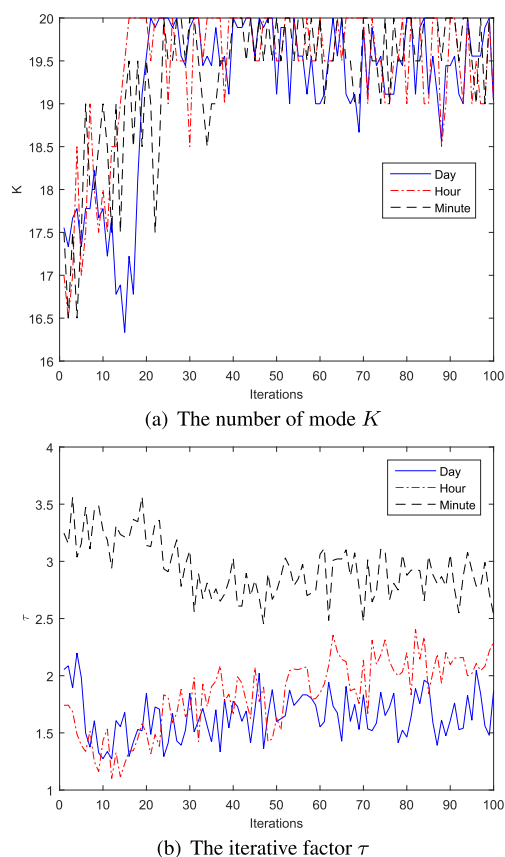 20
19.5
19
18.5
18
17.5
17
16.5
16
K
Day
Hour
Minute
0 10 20 30 40 50 60 70 80 90 100
Iterations
(a) The number of mode K
4
3.5
3
2.5
2
1.5
1
τ
Day
Hour
Minute
0 10 20 30 40 50 60 70 80 90 100
Iterations
(b) The iterative factor τ